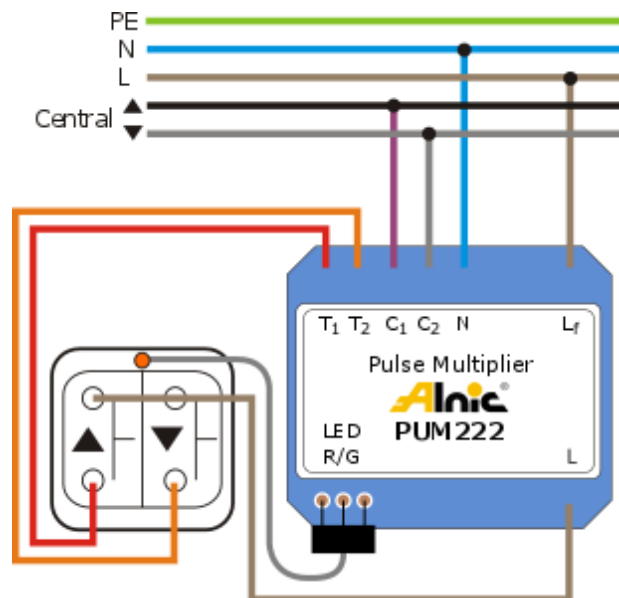 PE
N
L
Central ▲
▼
T₁ T₂ C₁ C₂ N Lf
Pulse Multiplier
Alnic®
LED PUM222
R/G L